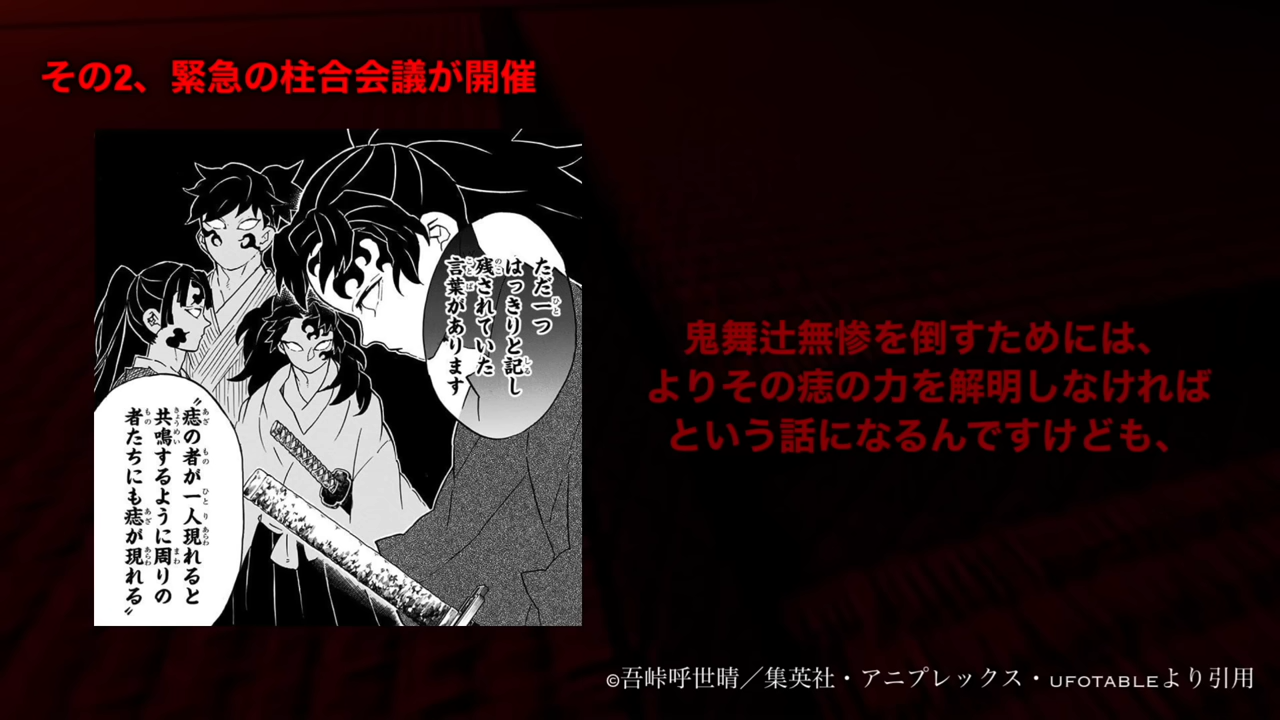 その2、緊急の柱合会議が開催
ただ一つ
はっきりと記し
残されていた
言葉があります
〝痣の者が一人現れると
共鳴するように周りの
者たちにも痣が現れる〟
鬼舞辻無惨を倒すためには、
よりその痣の力を解明しなければ
という話になるんですけども、
©吾峠呼世晴／集英社・アニプレックス・UFOTABLEより引用